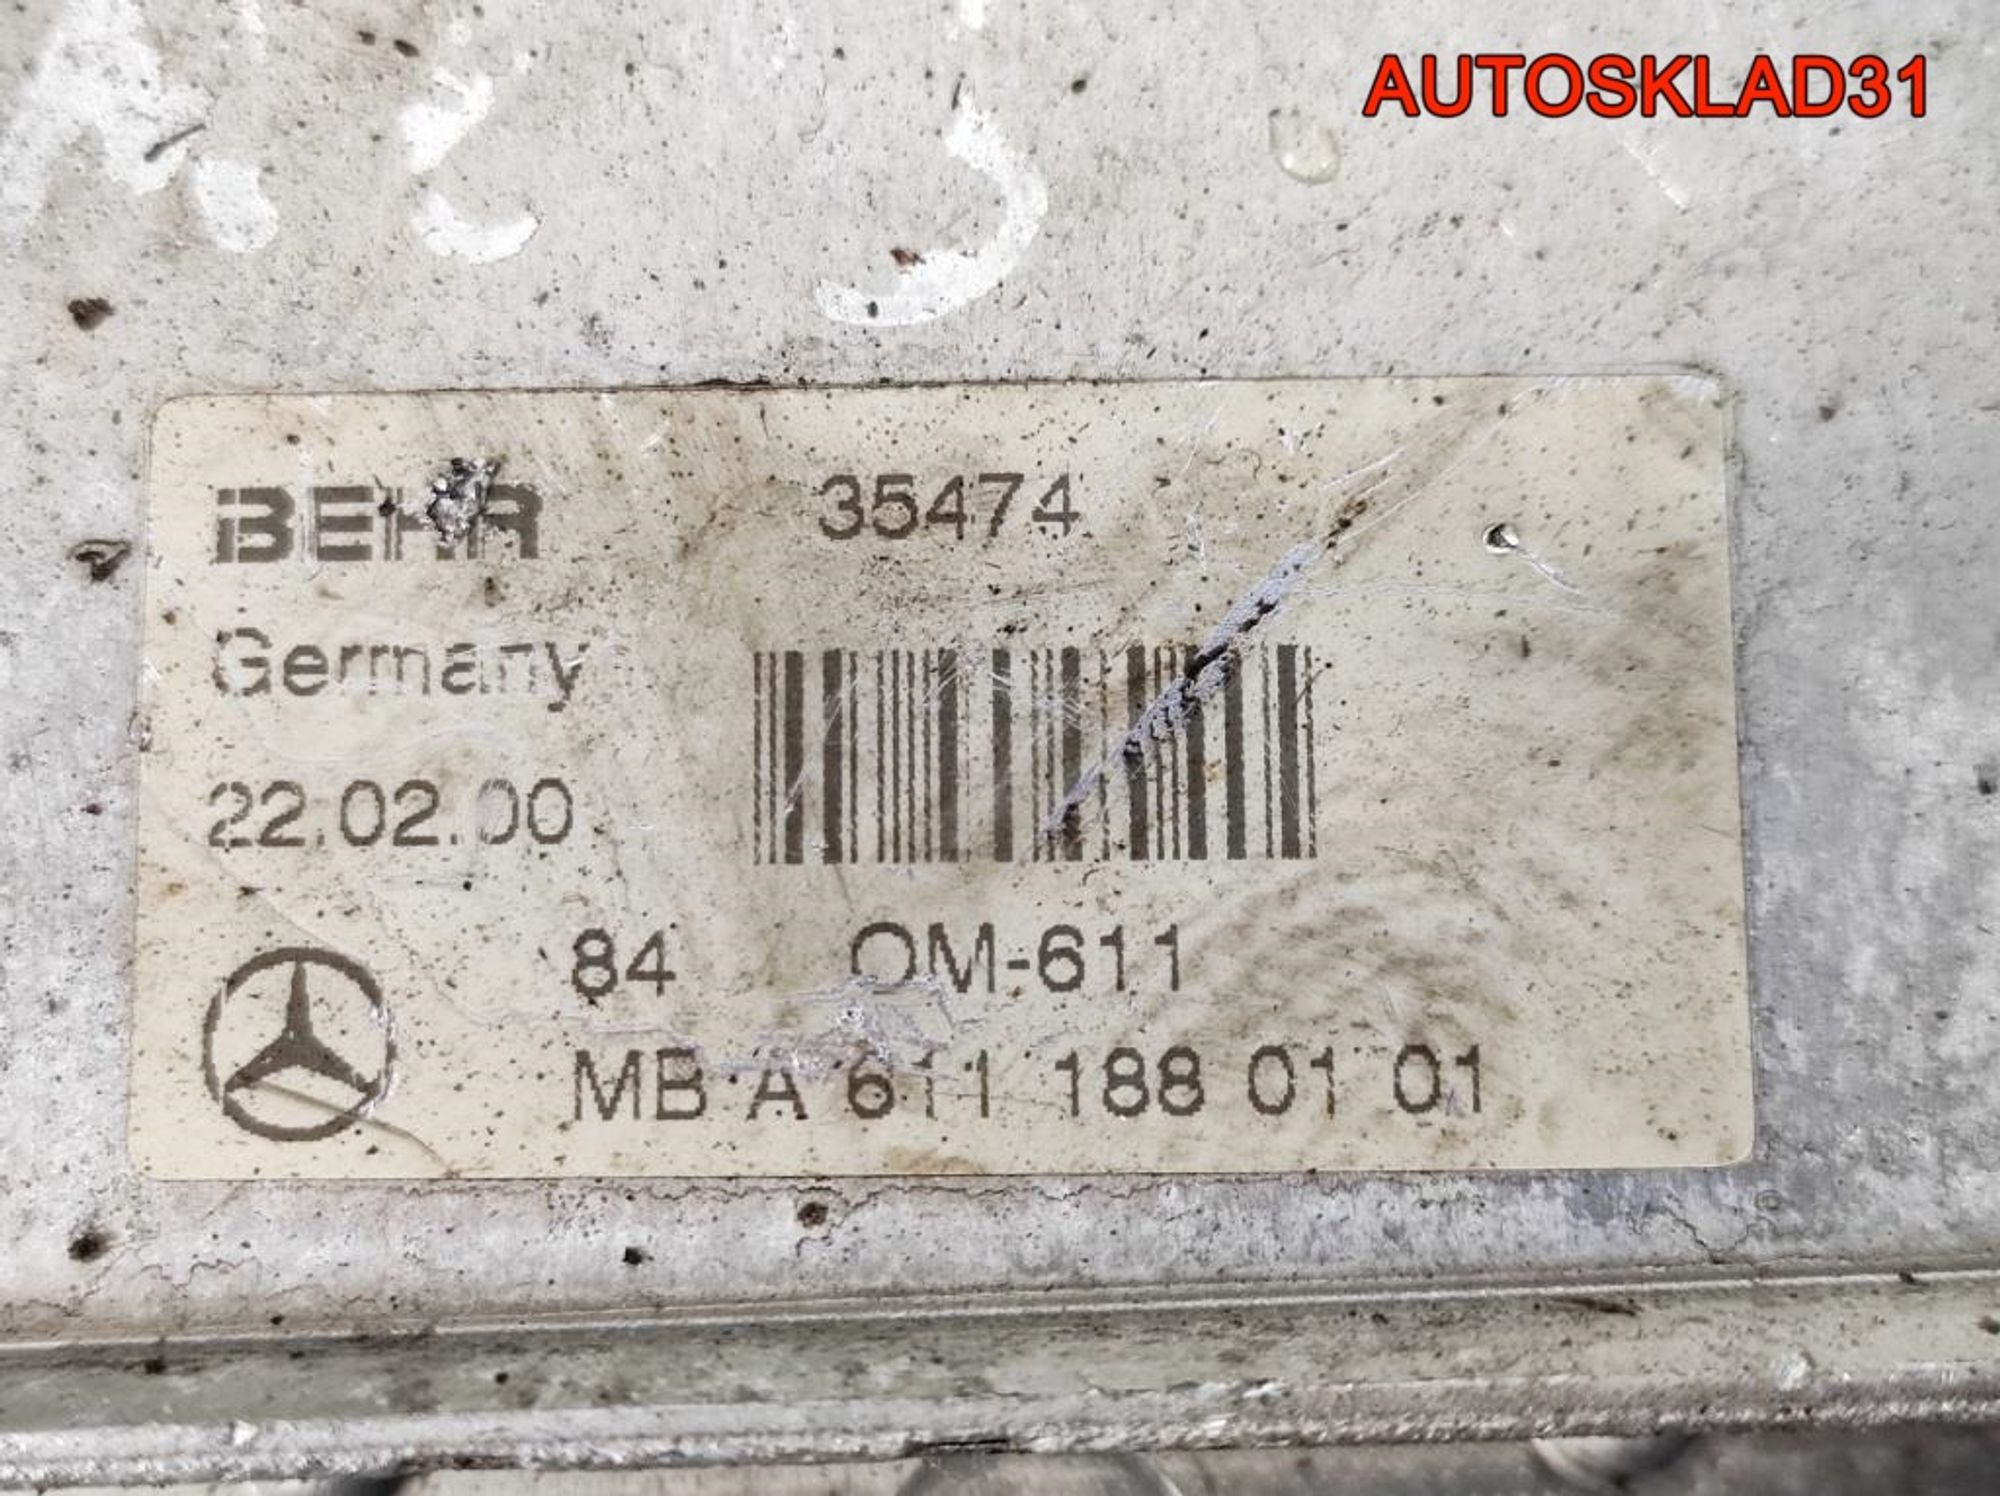 AUTOSKLAD31
BEHR 35474
Germany
22.02.00
84 OM-611
MB A 611 188 01 01